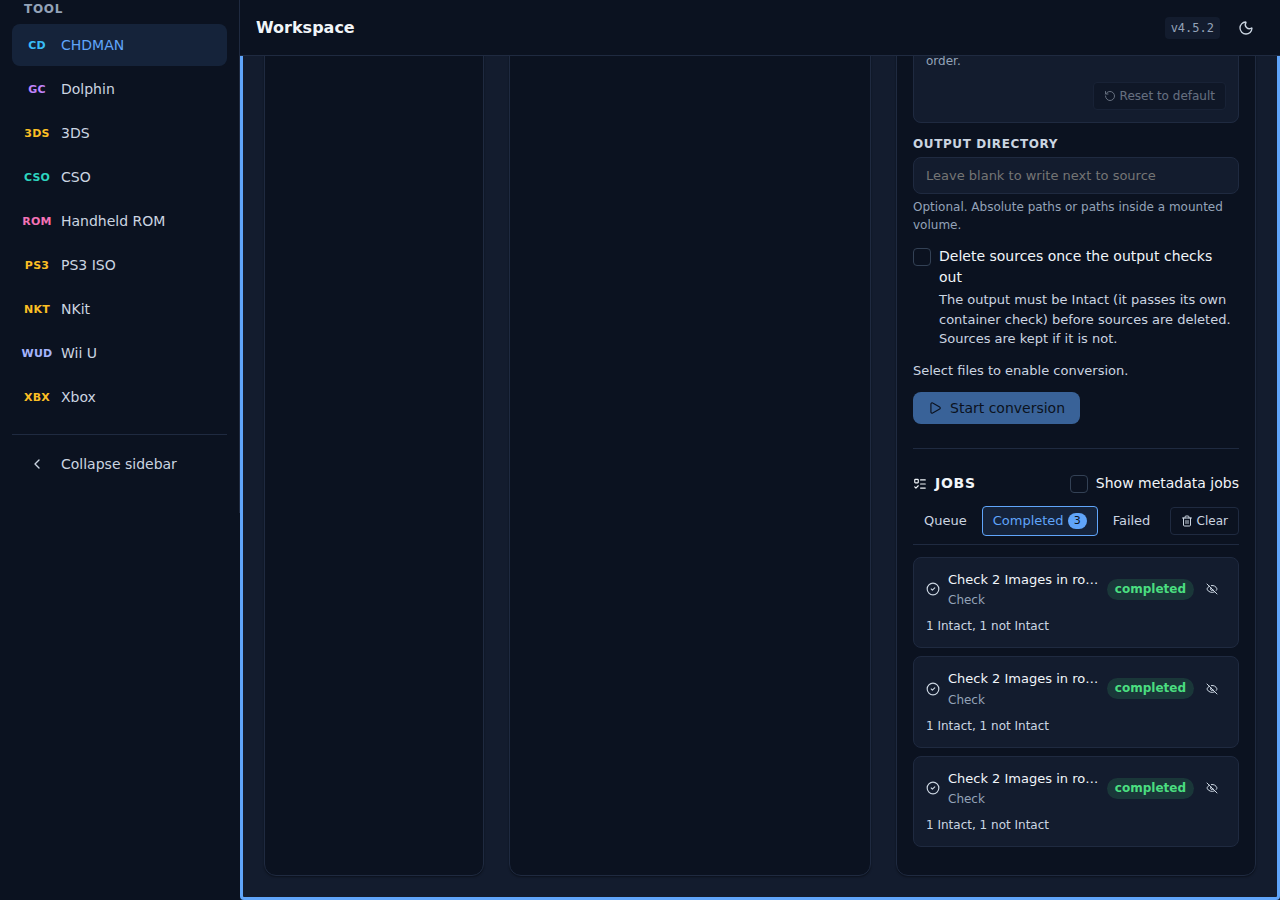 TOOL
CD CHDMAN
GC Dolphin
3DS 3DS
CSO CSO
ROM Handheld ROM
PS3 PS3 ISO
NKT NKit
WUD Wii U
XBX Xbox
Collapse sidebar
Workspace
v4.5.2
order.
Reset to default
OUTPUT DIRECTORY
Leave blank to write next to source
Optional. Absolute paths or paths inside a mounted
volume.
Delete sources once the output checks
out
The output must be Intact (it passes its own
container check) before sources are deleted.
Sources are kept if it is not.
Select files to enable conversion.
Start conversion
JOBS
Show metadata jobs
Queue Completed 3 Failed Clear
Check 2 Images in ro… completed
Check
1 Intact, 1 not Intact
Check 2 Images in ro… completed
Check
1 Intact, 1 not Intact
Check 2 Images in ro… completed
Check
1 Intact, 1 not Intact